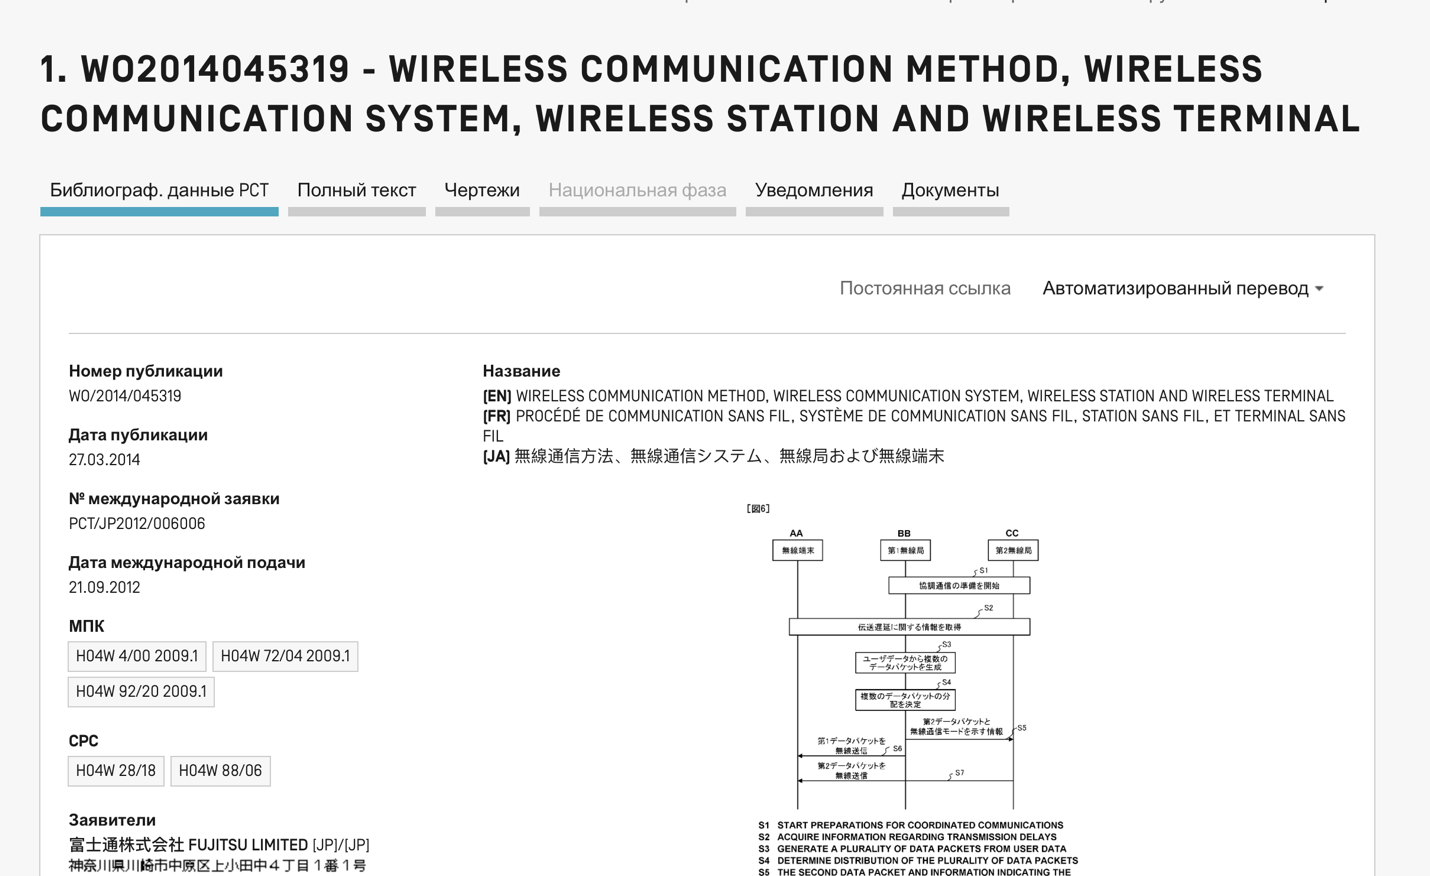 1. WO2014045319 - WIRELESS COMMUNICATION METHOD, WIRELESS
COMMUNICATION SYSTEM, WIRELESS STATION AND WIRELESS TERMINAL
Библиограф. данные PCT
Полный текст
Чертежи
Национальная фаза
Уведомления
Документы
Постоянная ссылка
Автоматизированный перевод
Номер публикации
WO/2014/045319
Дата публикации
27.03.2014
№ международной заявки
PCT/JP2012/006006
Дата международной подачи
21.09.2012
МПК
H04W 4/00 2009.1
H04W 72/04 2009.1
H04W 92/20 2009.1
CPC
H04W 28/18
H04W 88/06
Заявители
富士通株式会社 FUJITSU LIMITED [JP]/[JP]
神奈川県川崎市中原区上小田中4丁目1番1号
Название
(EN) WIRELESS COMMUNICATION METHOD, WIRELESS COMMUNICATION SYSTEM, WIRELESS STATION AND WIRELESS TERMINAL
(FR) PROCÉDÉ DE COMMUNICATION SANS FIL, SYSTÈME DE COMMUNICATION SANS FIL, STATION SANS FIL, ET TERMINAL SANS
FIL
(JA) 無線通信方法、無線通信システム、無線局および無線端末
[図6]
AA
BB
CC
無線端末
第1無線局
第2無線局
S1
協調通信の準備を開始
S2
伝送遅延に関する情報を取得
S3
ユーザデータから複数の
データパケットを生成
S4
複数のデータパケットの分
配を決定
第2データパケットと
無線通信モードを示す情報
S5
第1データパケットを
無線送信
S6
第2データパケットを
無線送信
S7
S1 START PREPARATIONS FOR COORDINATED COMMUNICATIONS
S2 ACQUIRE INFORMATION REGARDING TRANSMISSION DELAYS
S3 GENERATE A PLURALITY OF DATA PACKETS FROM USER DATA
S4 DETERMINE DISTRIBUTION OF THE PLURALITY OF DATA PACKETS
S5 THE SECOND DATA PACKET AND INFORMATION INDICATING THE